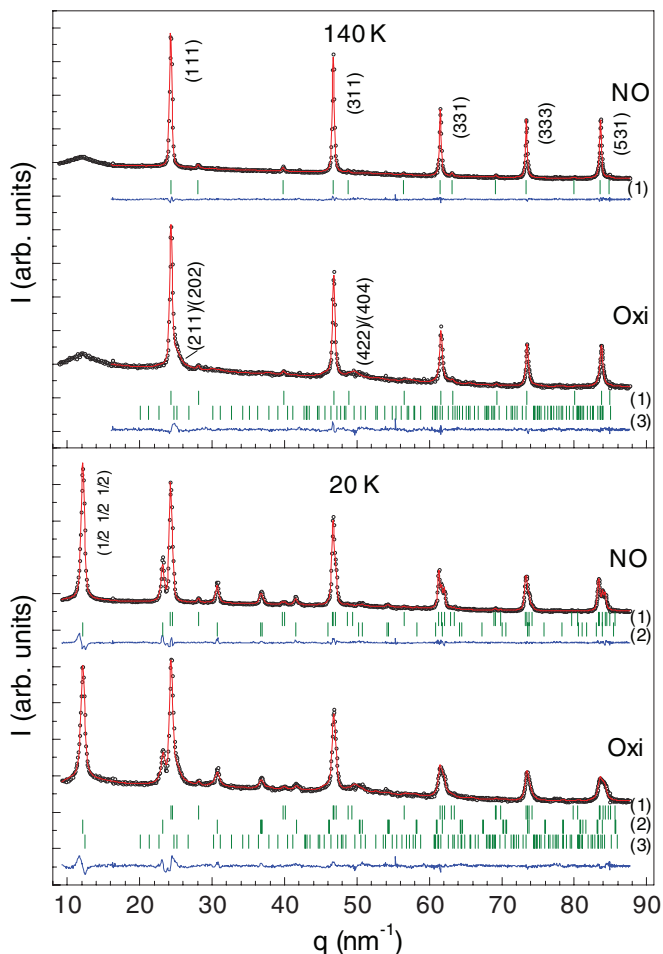 140 K
(111)
(311)
NO
(331)
(333)
(531)
(1)
I (arb. units)
(211)/(202)
(422)/(404)
Oxi
(1)
(3)
20 K
(1/2 1/2 1/2)
NO
(1)
(2)
I (arb. units)
Oxi
(1)
(2)
(3)
10 20 30 40 50 60 70 80 90
q (nm⁻¹)